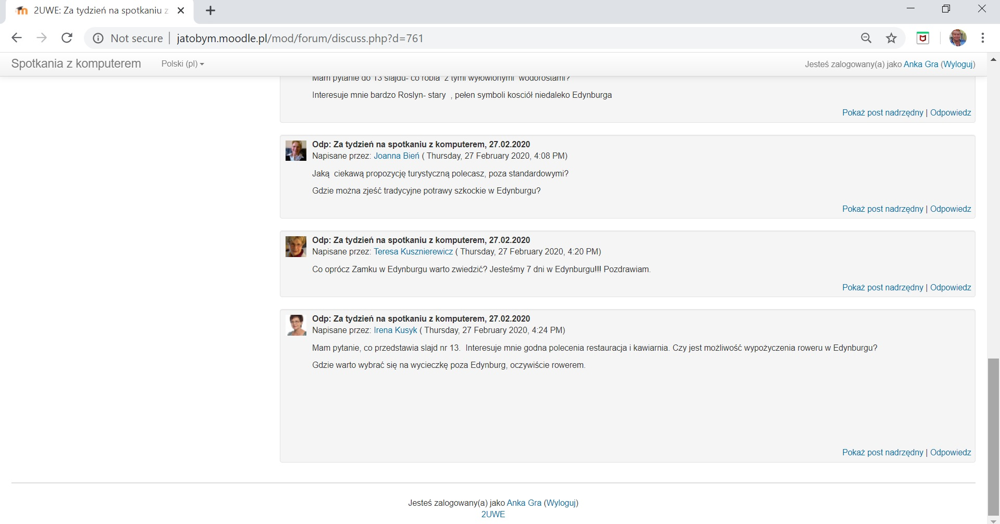 2UWE: Za tydzień na spotkaniu z
Not secure
jatobym.moodle.pl/mod/forum/discuss.php?d=761
Spotkania z komputerem
Polski (pl)
Jesteś zalogowany(a) jako Anka Gra (Wyloguj)
Mam pytanie do 13 slajdu- co robia z tymi wyłowionymi wodorostami?
Interesuje mnie bardzo Roslyn- stary , pełen symboli kosciół niedaleko Edynburga
Pokaż post nadrzędny | Odpowiedz
Odp: Za tydzień na spotkaniu z komputerem, 27.02.2020
Napisane przez: Joanna Bień ( Thursday, 27 February 2020, 4:08 PM)
Jaką ciekawą propozycję turystyczną polecasz, poza standardowymi?
Gdzie można zjeść tradycyjne potrawy szkockie w Edynburgu?
Pokaż post nadrzędny | Odpowiedz
Odp: Za tydzień na spotkaniu z komputerem, 27.02.2020
Napisane przez: Teresa Kusznierewicz ( Thursday, 27 February 2020, 4:20 PM)
Co oprócz Zamku w Edynburgu warto zwiedzić? Jesteśmy 7 dni w Edynburgu!!! Pozdrawiam.
Pokaż post nadrzędny | Odpowiedz
Odp: Za tydzień na spotkaniu z komputerem, 27.02.2020
Napisane przez: Irena Kusyk ( Thursday, 27 February 2020, 4:24 PM)
Mam pytanie, co przedstawia slajd nr 13. Interesuje mnie godna polecenia restauracja i kawiarnia. Czy jest możliwość wypożyczenia roweru w Edynburgu?
Gdzie warto wybrać się na wycieczkę poza Edynburg, oczywiście rowerem.
Pokaż post nadrzędny | Odpowiedz
Jesteś zalogowany(a) jako Anka Gra (Wyloguj)
2UWE